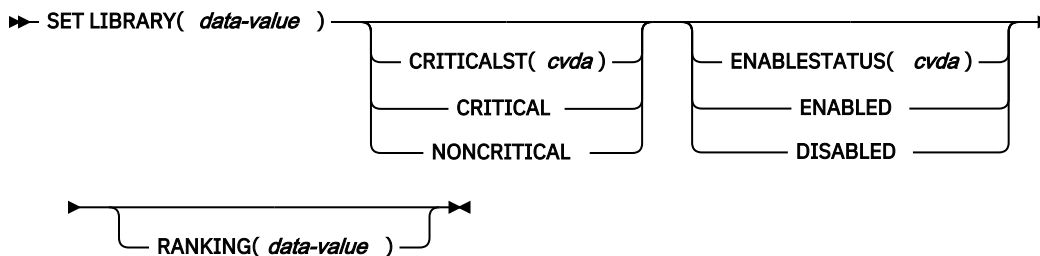 SET LIBRARY( data-value )
CRITICALST( cvda )
CRITICAL
NONCRITICAL
ENABLESTATUS( cvda )
ENABLED
DISABLED
RANKING( data-value )